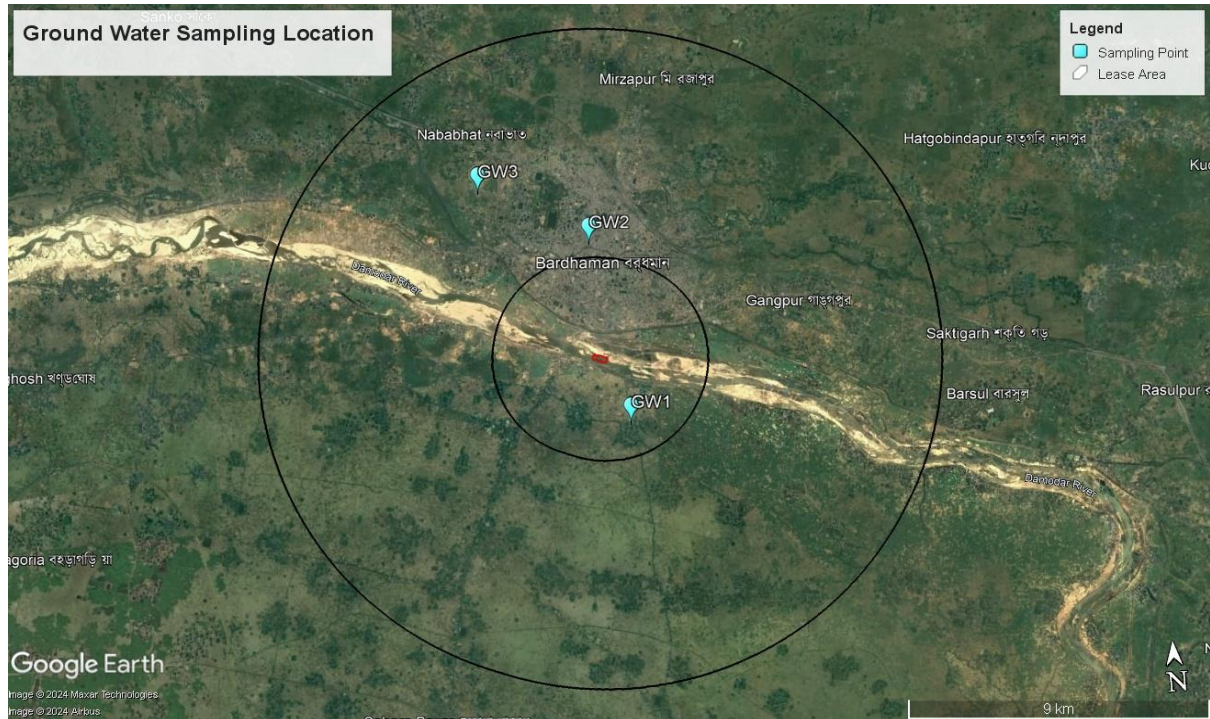 Ground Water Sampling Location
Legend
Sampling Point
Lease Area
Mirzapur মি রজাপুর
Nababhat নবাভাত
Hatgobindapur হাত্গবি ন্দাপুর
GW3
GW2
Bardhaman বর্ধমান
Damodar River
Gangpur গাঙ্গপুর
Saktigarh শক্তি গড়
Barsul বারসুল
Rasulpur
GW1
Damodar River
Google Earth
Image © 2024 Maxar Technologies
Image © 2024 Airbus
N
9 km